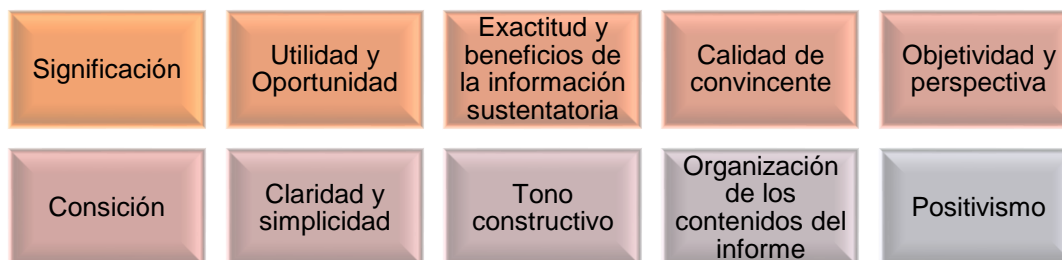 Significación
Utilidad y
Oportunidad
Exactitud y
beneficios de
la información
sustentatoria
Calidad de
convincente
Objetividad y
perspectiva
Consición
Claridad y
simplicidad
Tono
constructivo
Organización
de los
contenidos del
informe
Positivismo